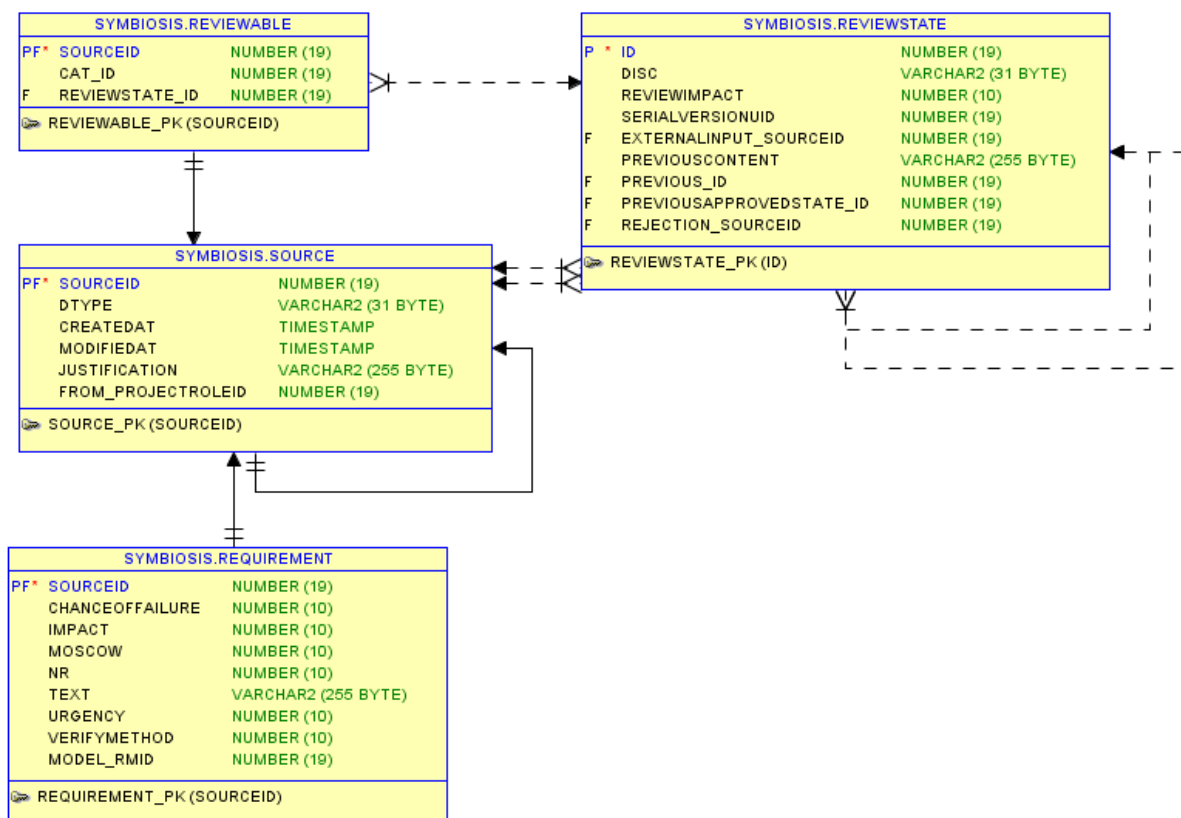 SYMBIOSIS.REVIEWABLE
PF* SOURCEID NUMBER (19)
CAT_ID NUMBER (19)
F REVIEWSTATE_ID NUMBER (19)
REVIEWABLE_PK (SOURCEID)
SYMBIOSIS.REVIEWSTATE
P * ID NUMBER (19)
DISC VARCHAR2 (31 BYTE)
REVIEWIMPACT NUMBER (10)
SERIALVERSIONUID NUMBER (19)
F EXTERNALINPUT_SOURCEID NUMBER (19)
PREVIOUSCONTENT VARCHAR2 (255 BYTE)
F PREVIOUS_ID NUMBER (19)
F PREVIOUSAPPROVEDSTATE_ID NUMBER (19)
F REJECTION_SOURCEID NUMBER (19)
REVIEWSTATE_PK (ID)
SYMBIOSIS.SOURCE
PF* SOURCEID NUMBER (19)
DTYPE VARCHAR2 (31 BYTE)
CREATEDAT TIMESTAMP
MODIFIEDAT TIMESTAMP
JUSTIFICATION VARCHAR2 (255 BYTE)
FROM_PROJECTROLEID NUMBER (19)
SOURCE_PK (SOURCEID)
SYMBIOSIS.REQUIREMENT
PF* SOURCEID NUMBER (19)
CHANCEOFFAILURE NUMBER (10)
IMPACT NUMBER (10)
MOSCOW NUMBER (10)
NR NUMBER (10)
TEXT VARCHAR2 (255 BYTE)
URGENCY NUMBER (10)
VERIFYMETHOD NUMBER (10)
MODEL_RMID NUMBER (19)
REQUIREMENT_PK (SOURCEID)